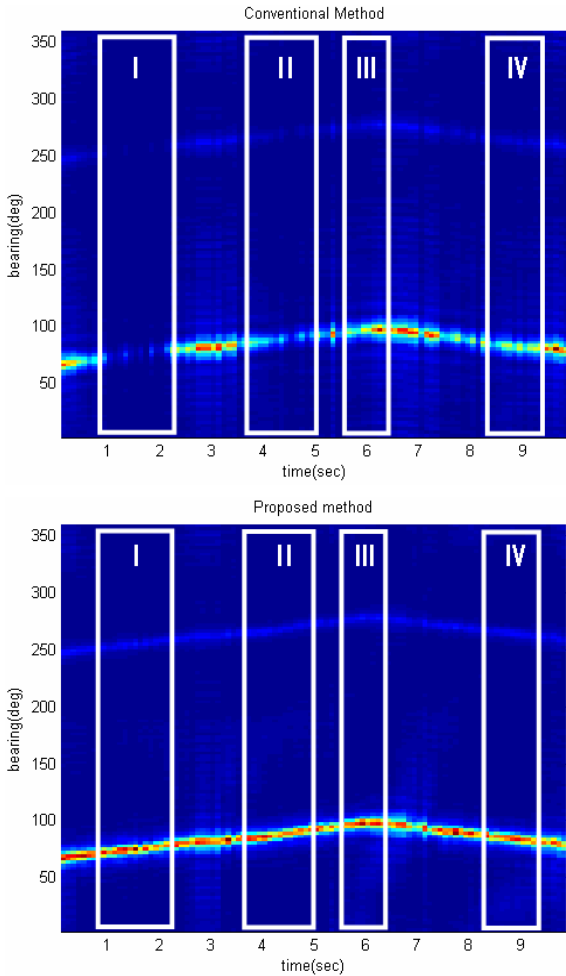 Conventional Method
350
300
250
200
150
100
50
bearing(deg)
I II III IV
1 2 3 4 5 6 7 8 9
time(sec)
Proposed method
350
300
250
200
150
100
50
bearing(deg)
I II III IV
1 2 3 4 5 6 7 8 9
time(sec)